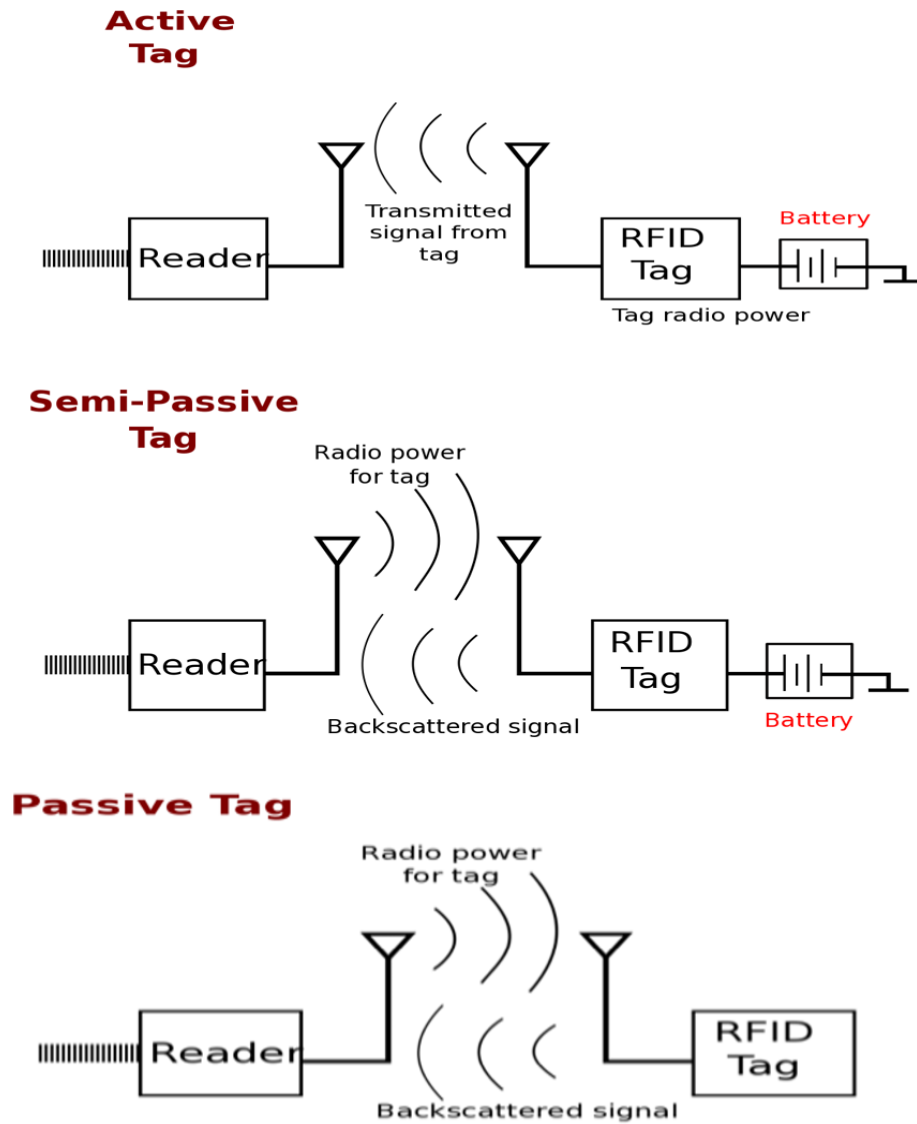 Active
Tag
Transmitted
signal from
tag
Reader
RFID
Tag
Battery
Tag radio power
Semi-Passive
Tag
Radio power
for tag
Reader
RFID
Tag
Backscattered signal
Battery
Passive Tag
Radio power
for tag
Reader
RFID
Tag
Backscattered signal